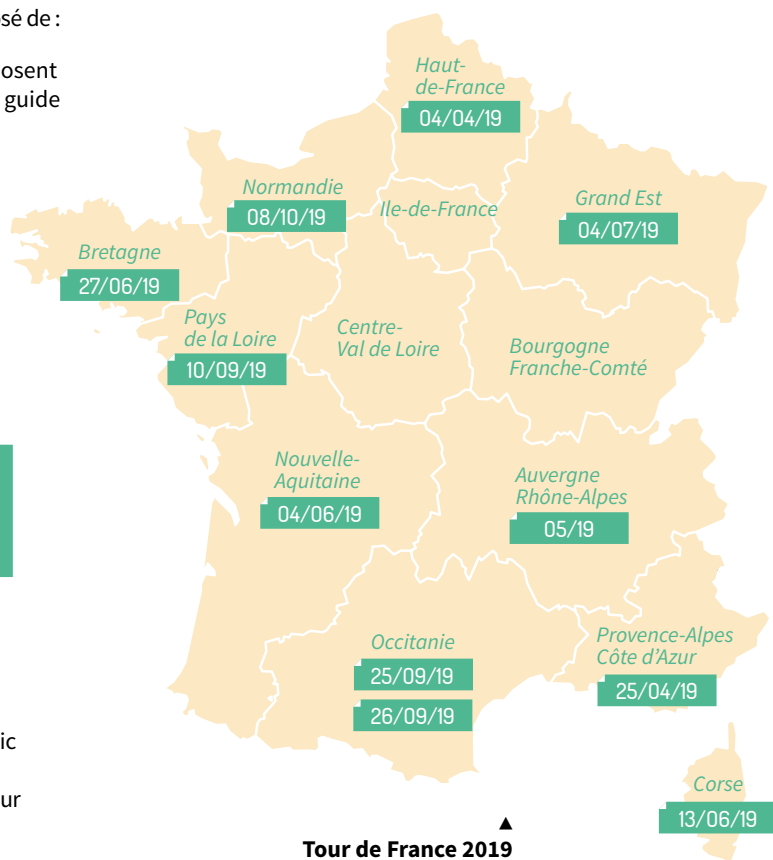 sé de :
osent
guide
Haut-
de-France
04/04/19
Normandie
08/10/19
Ile-de-France
Grand Est
04/07/19
Bretagne
27/06/19
Pays
de la Loire
10/09/19
Centre-
Val de Loire
Bourgogne
Franche-Comté
Nouvelle-
Aquitaine
04/06/19
Auvergne
Rhône-Alpes
05/19
Occitanie
25/09/19
26/09/19
Provence-Alpes
Côte d'Azur
25/04/19
ic
ur
Corse
13/06/19
▲
Tour de France 2019